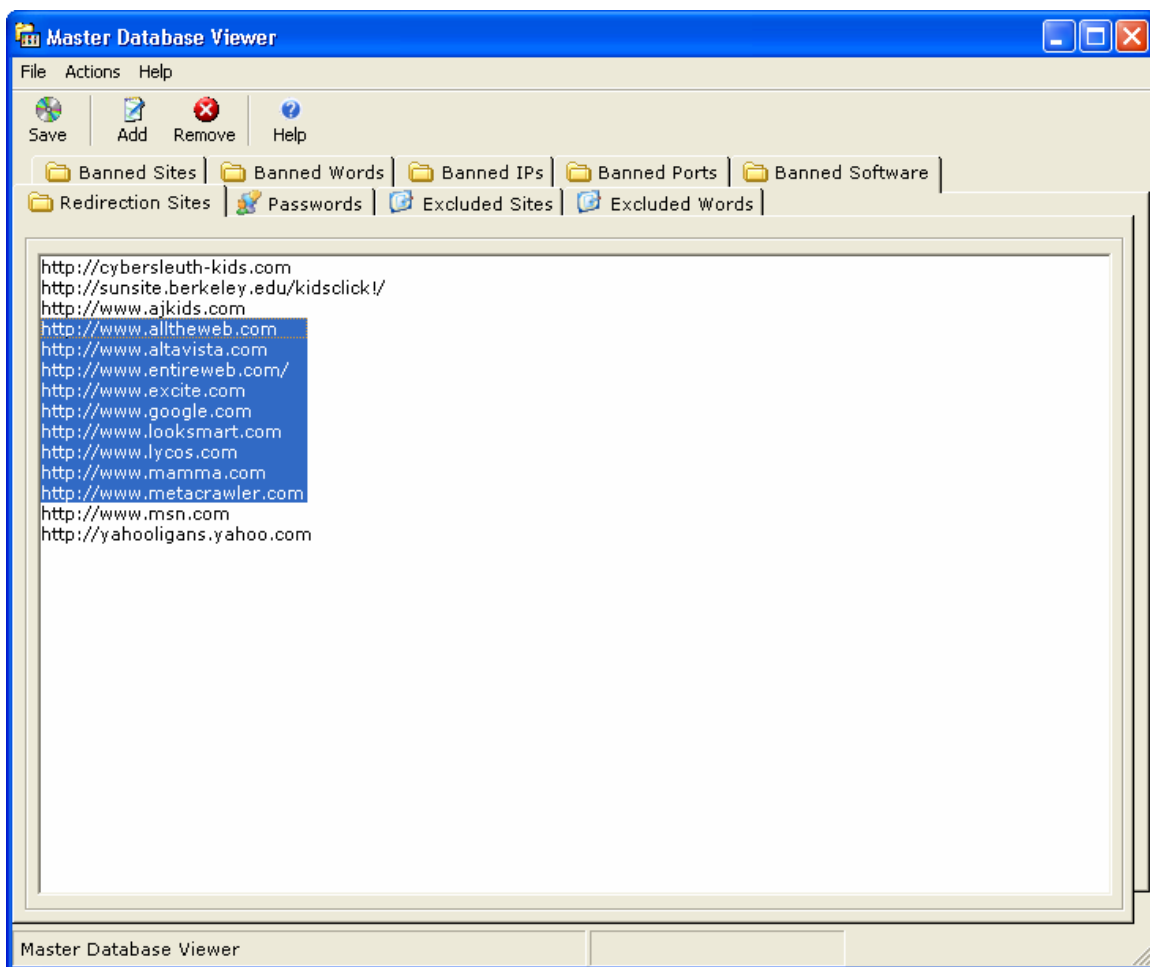 Master Database Viewer
File Actions Help
Save Add Remove Help
Banned Sites Banned Words Banned IPs Banned Ports Banned Software
Redirection Sites Passwords Excluded Sites Excluded Words
http://cybersleuth-kids.com
http://sunsite.berkeley.edu/kidsclick!/
http://www.ajkids.com
http://www.alltheweb.com
http://www.altavista.com
http://www.entireweb.com/
http://www.excite.com
http://www.google.com
http://www.looksmart.com
http://www.lycos.com
http://www.mamma.com
http://www.metacrawler.com
http://www.msn.com
http://yahooligans.yahoo.com
Master Database Viewer